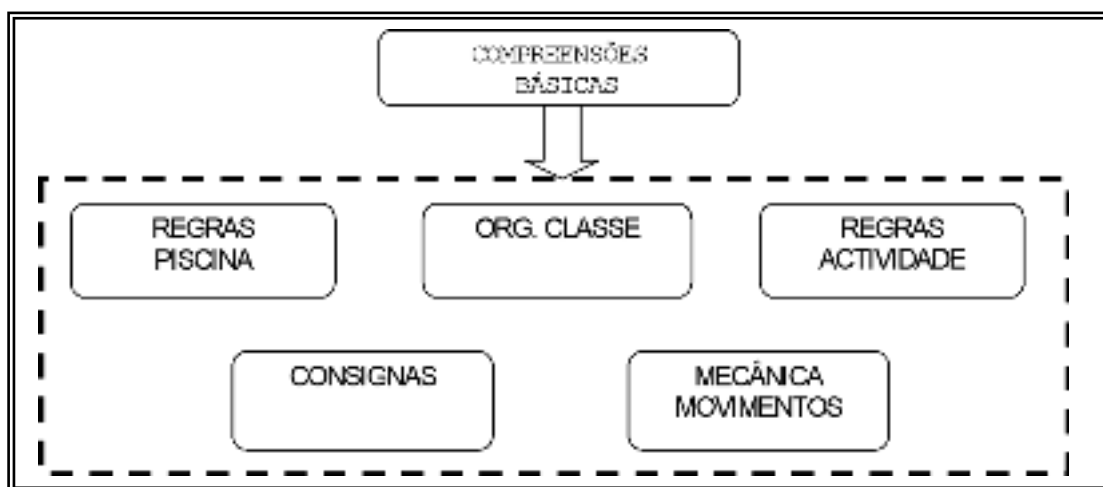 COMPREENSÕES
BÁSICAS
REGRAS
PISCINA
ORG. CLASSE
REGRAS
ACTIVIDADE
CONSIGNAS
MECÂNICA
MOVIMENTOS